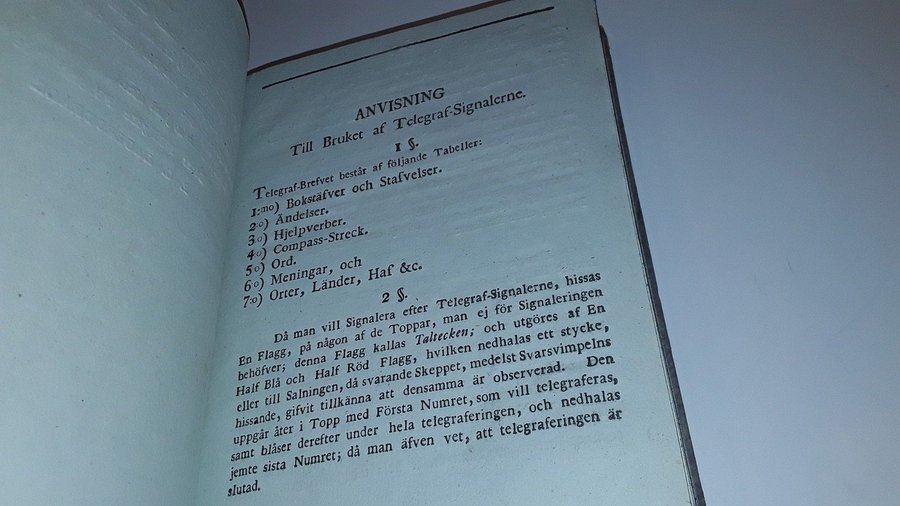 ANVISNING
Till Bruket af Telegraf-Signalerne.
1 §.
Telegraf-Brefvet består af följande Tabeller:
1:mo) Bokstäfver och Stafvelser.
2:o) Ändelser.
3:o) Hjelpverber.
4:o) Compass-Streck.
5:o) Ord.
6:o) Meningar, och
7:o) Orter, Länder, Haf &c.
2 §.
Då man vill Signalera efter Telegraf-Signalerne, hissas
En Flagg, på någon af de Toppar, man ej för Signaleringen
behöfver; denna Flagg kallas Taltecken; och utgöres af En
Half Blå och Half Röd Flagg, hvilken nedhalas ett stycke,
eller till Salningen, då svarande Skeppet, medelst Svarsvimpelns
hissande, gifvit tillkänna att densamma är observerad. Den
uppgår åter i Topp med Första Numret, som vill telegraferas,
samt blåser derefter under hela telegraferingen, och nedhalas
jemte sista Numret; då man äfven vet, att telegraferingen är
slutad.